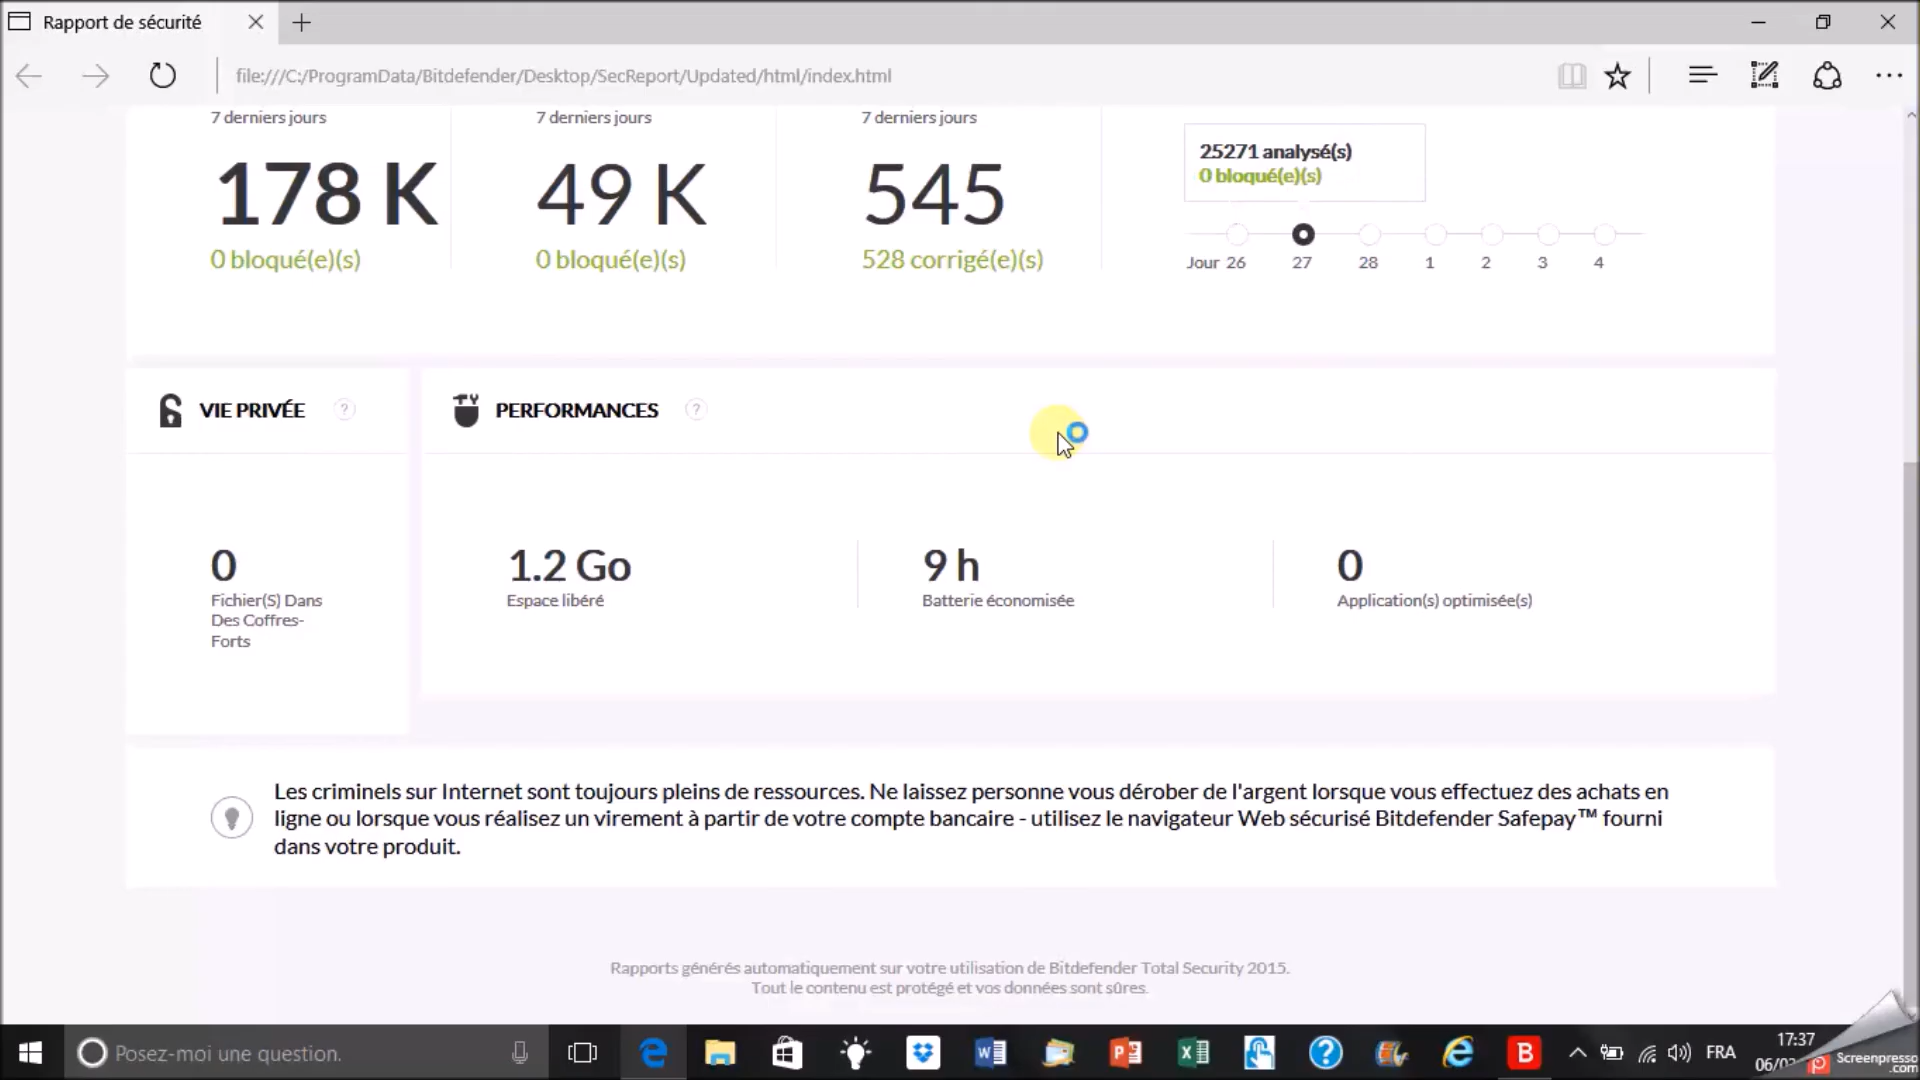 Rapport de sécurité
file:///C:/ProgramData/Bitdefender/Desktop/SecReport/Updated/html/index.html
7 derniers jours
7 derniers jours
7 derniers jours
178 K
49 K
545
0 bloqué(e)(s)
0 bloqué(e)(s)
528 corrigé(e)(s)
25271 analysé(s)
0 bloqué(e)(s)
Jour 26 27 28 1 2 3 4
VIE PRIVÉE ?
PERFORMANCES ?
0
Fichier(S) Dans
Des Coffres-
Forts
1.2 Go
Espace libéré
9 h
Batterie économisée
0
Application(s) optimisée(s)
Les criminels sur Internet sont toujours pleins de ressources. Ne laissez personne vous dérober de l'argent lorsque vous effectuez des achats en
ligne ou lorsque vous réalisez un virement à partir de votre compte bancaire - utilisez le navigateur Web sécurisé Bitdefender Safepay™ fourni
dans votre produit.
Rapports générés automatiquement sur votre utilisation de Bitdefender Total Security 2015.
Tout le contenu est protégé et vos données sont sûres.
Posez-moi une question.
FRA
17:37
06/0
Screenpresso
.com